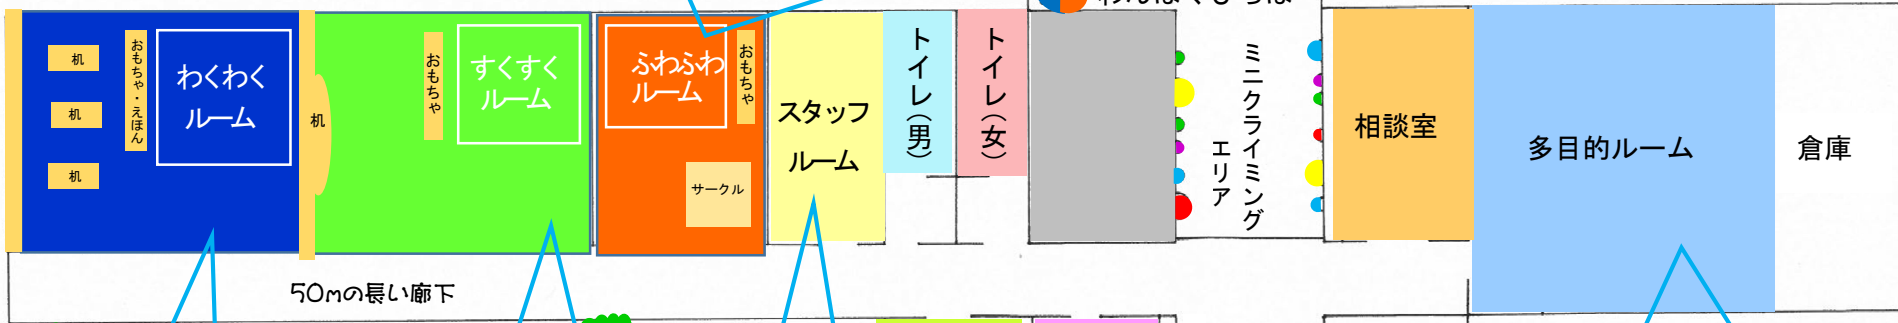 机
机
机
おもちゃ・えほん
わくわく
ルーム
机
おもちゃ
すくすく
ルーム
ふわふわ
ルーム
おもちゃ
サークル
スタッフ
ルーム
トイレ(男)
トイレ(女)
ミニクライミング
エリア
相談室
多目的ルーム
倉庫
50mの長い廊下